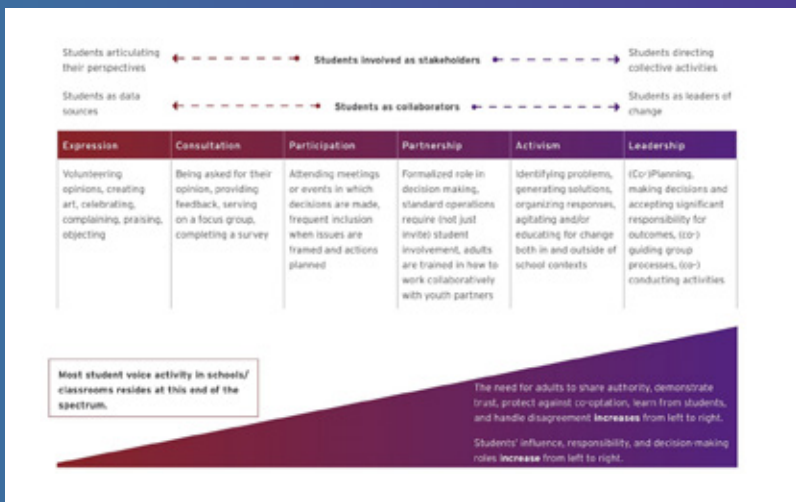 Students articulating
their perspectives
Students involved as stakeholders
Students directing
collective activities
Students as data
sources
Students as collaborators
Students as leaders of
change
Expression
Volunteering
opinions, creating
art, celebrating,
complaining, praising,
objecting
Consultation
Being asked for their
opinion, providing
feedback, serving
on a focus group,
completing a survey
Participation
Attending meetings
or events in which
decisions are made,
frequent inclusion
when issues are
framed and actions
planned
Partnership
Formalized role in
decision making,
standard operations
require (not just
invite) student
involvement, adults
are trained in how to
work collaboratively
with youth partners
Activism
Identifying problems,
generating solutions,
organizing responses,
agitating and/or
educating for change
both in and outside of
school contexts
Leadership
(Co-)Planning,
making decisions and
accepting significant
responsibility for
outcomes, (co-)
guiding group
processes, (co-)
conducting activities
Most student voice activity in schools/
classrooms resides at this end of the
spectrum.
The need for adults to share authority, demonstrate
trust, protect against co-optation, learn from students,
and handle disagreement increases from left to right.
Students' influence, responsibility, and decision-making
roles increase from left to right.